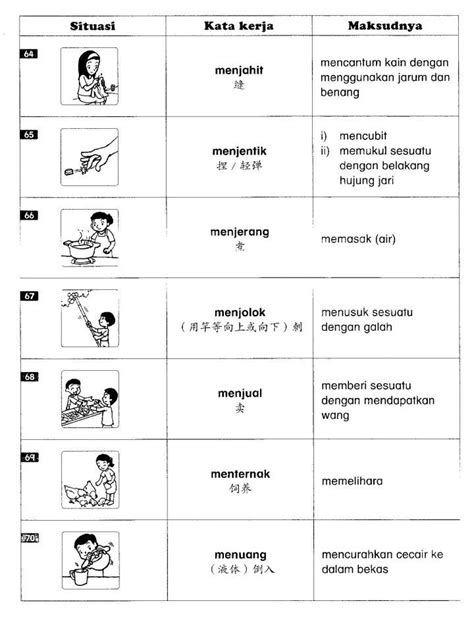 Situasi Kata kerja Maksudnya
64
menjahit
缝
mencantum kain dengan
menggunakan jarum dan
benang
65
menjentik
捏 / 轻弹
i) mencubit
ii) memukul sesuatu
dengan belakang
hujung jari
66
menjerang
煮
memasak (air)
67
menjolok
（用竿等向上或向下）刺
menusuk sesuatu
dengan galah
68
menjual
卖
memberi sesuatu
dengan mendapatkan
wang
69
menternak
饲养
memelihara
70
menuang
（液体）倒入
mencurahkan cecair ke
dalam bekas